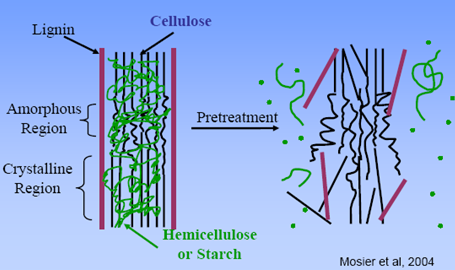 Lignin
Cellulose
Amorphous
Region
Pretreatment
Crystalline
Region
Hemicellulose
or Starch
Mosier et al, 2004